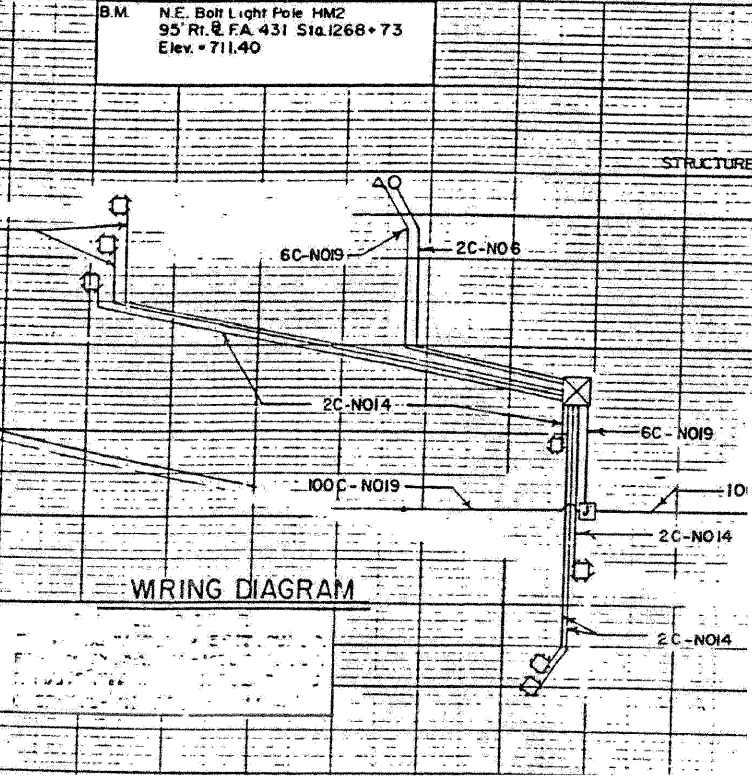 B.M. N.E. Bolt Light Pole HM2
95' Rt. ℄ F.A. 431 Sta.1268+73
Elev. = 711.40
STRUCTURE
6C-NO19
2C-NO6
2C-NO14
6C-NO19
100C-NO19
10
2C-NO14
WIRING DIAGRAM
2C-NO14